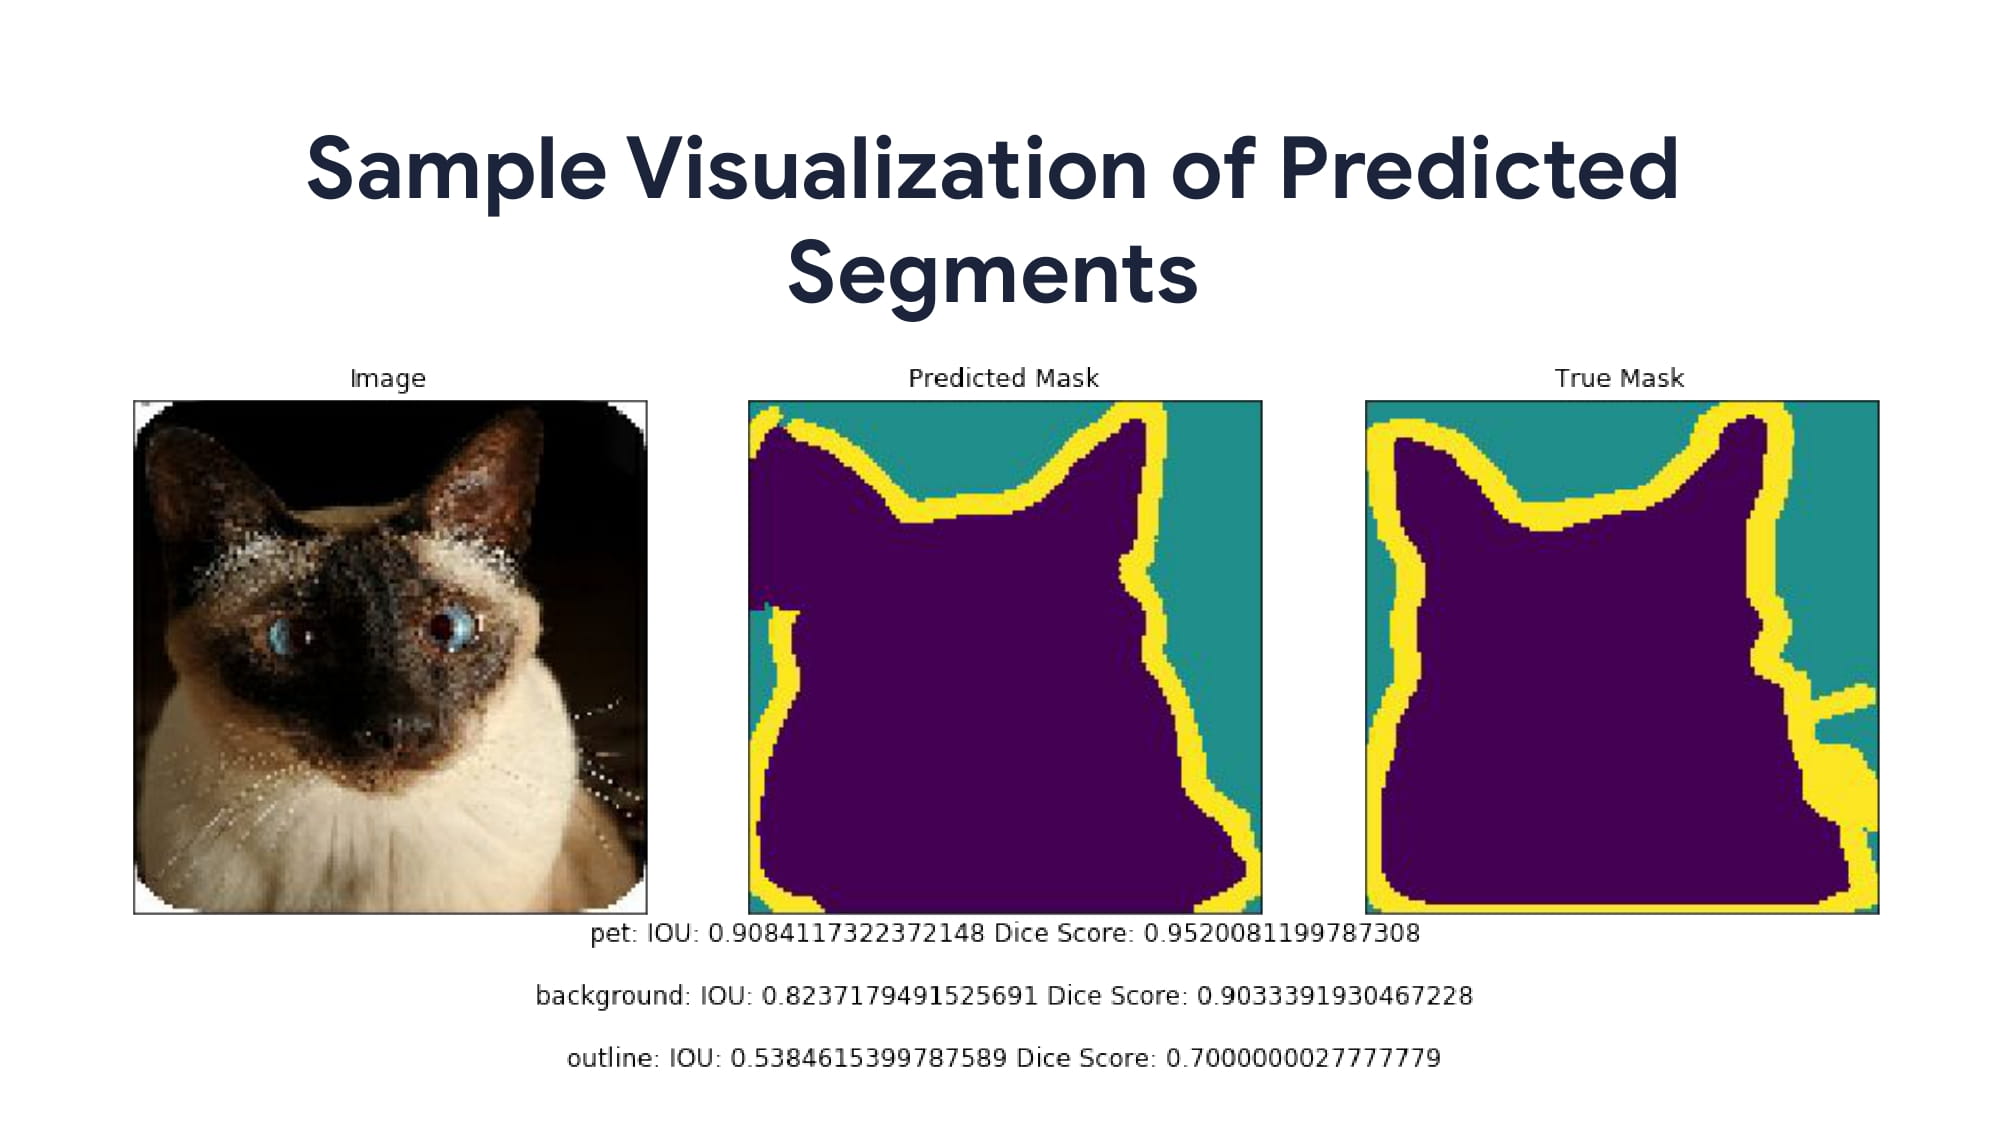 Sample Visualization of Predicted
Segments
Image
Predicted Mask
True Mask
pet: IOU: 0.9084117322372148 Dice Score: 0.9520081199787308
background: IOU: 0.8237179491525691 Dice Score: 0.9033391930467228
outline: IOU: 0.5384615399787589 Dice Score: 0.7000000027777779